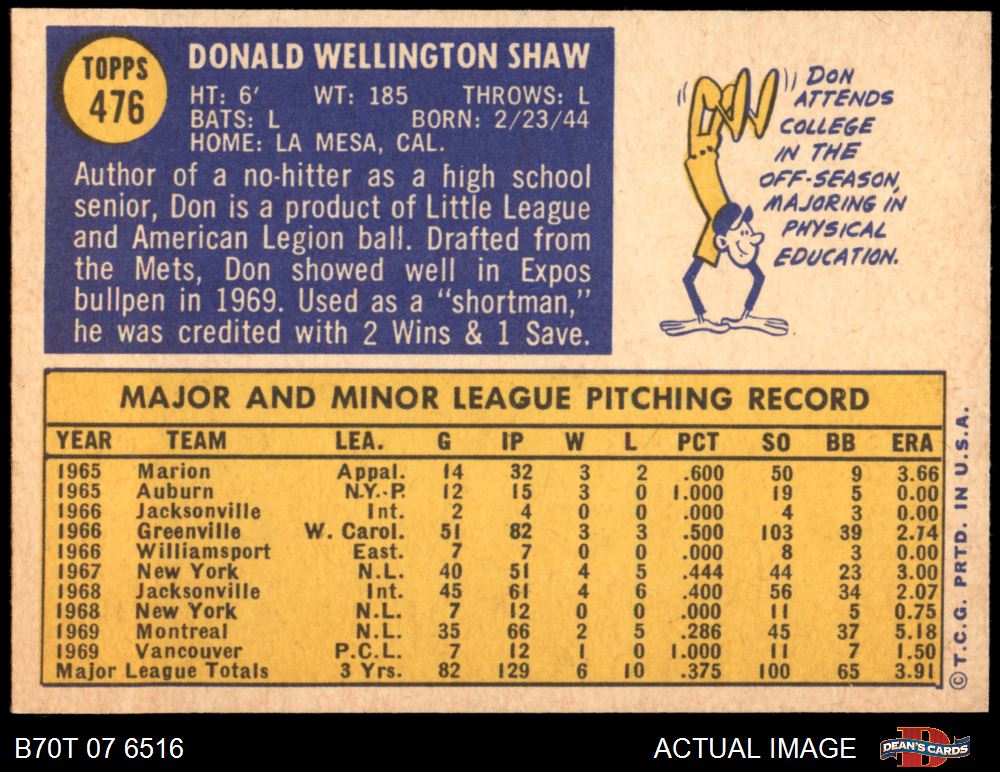 TOPPS
476
DONALD WELLINGTON SHAW
HT: 6' WT: 185 THROWS: L
BATS: L BORN: 2/23/44
HOME: LA MESA, CAL.
Author of a no-hitter as a high school
senior, Don is a product of Little League
and American Legion ball. Drafted from
the Mets, Don showed well in Expos
bullpen in 1969. Used as a "shortman,"
he was credited with 2 Wins & 1 Save.
DON
ATTENDS
COLLEGE
IN THE
OFF-SEASON,
MAJORING IN
PHYSICAL
EDUCATION.
MAJOR AND MINOR LEAGUE PITCHING RECORD
YEAR TEAM LEA. G IP W L PCT SO BB ERA
1965 Marion Appal. 14 32 3 2 .600 50 9 3.66
1965 Auburn N.Y.-P. 12 15 3 0 1.000 19 5 0.00
1966 Jacksonville Int. 2 4 0 0 .000 4 3 0.00
1966 Greenville W. Carol. 51 82 3 3 .500 103 39 2.74
1966 Williamsport East. 7 7 0 0 .000 8 3 0.00
1967 New York N.L. 40 51 4 5 .444 44 23 3.00
1968 Jacksonville Int. 45 61 4 6 .400 56 34 2.07
1968 New York N.L. 7 12 0 0 .000 11 5 0.75
1969 Montreal N.L. 35 66 2 5 .286 45 37 5.18
1969 Vancouver P.C.L. 7 12 1 0 1.000 11 7 1.50
Major League Totals 3 Yrs. 82 129 6 10 .375 100 65 3.91
© T.C.G. PRTD. IN U.S.A.
B70T 07 6516 ACTUAL IMAGE DEAN'S CARDS